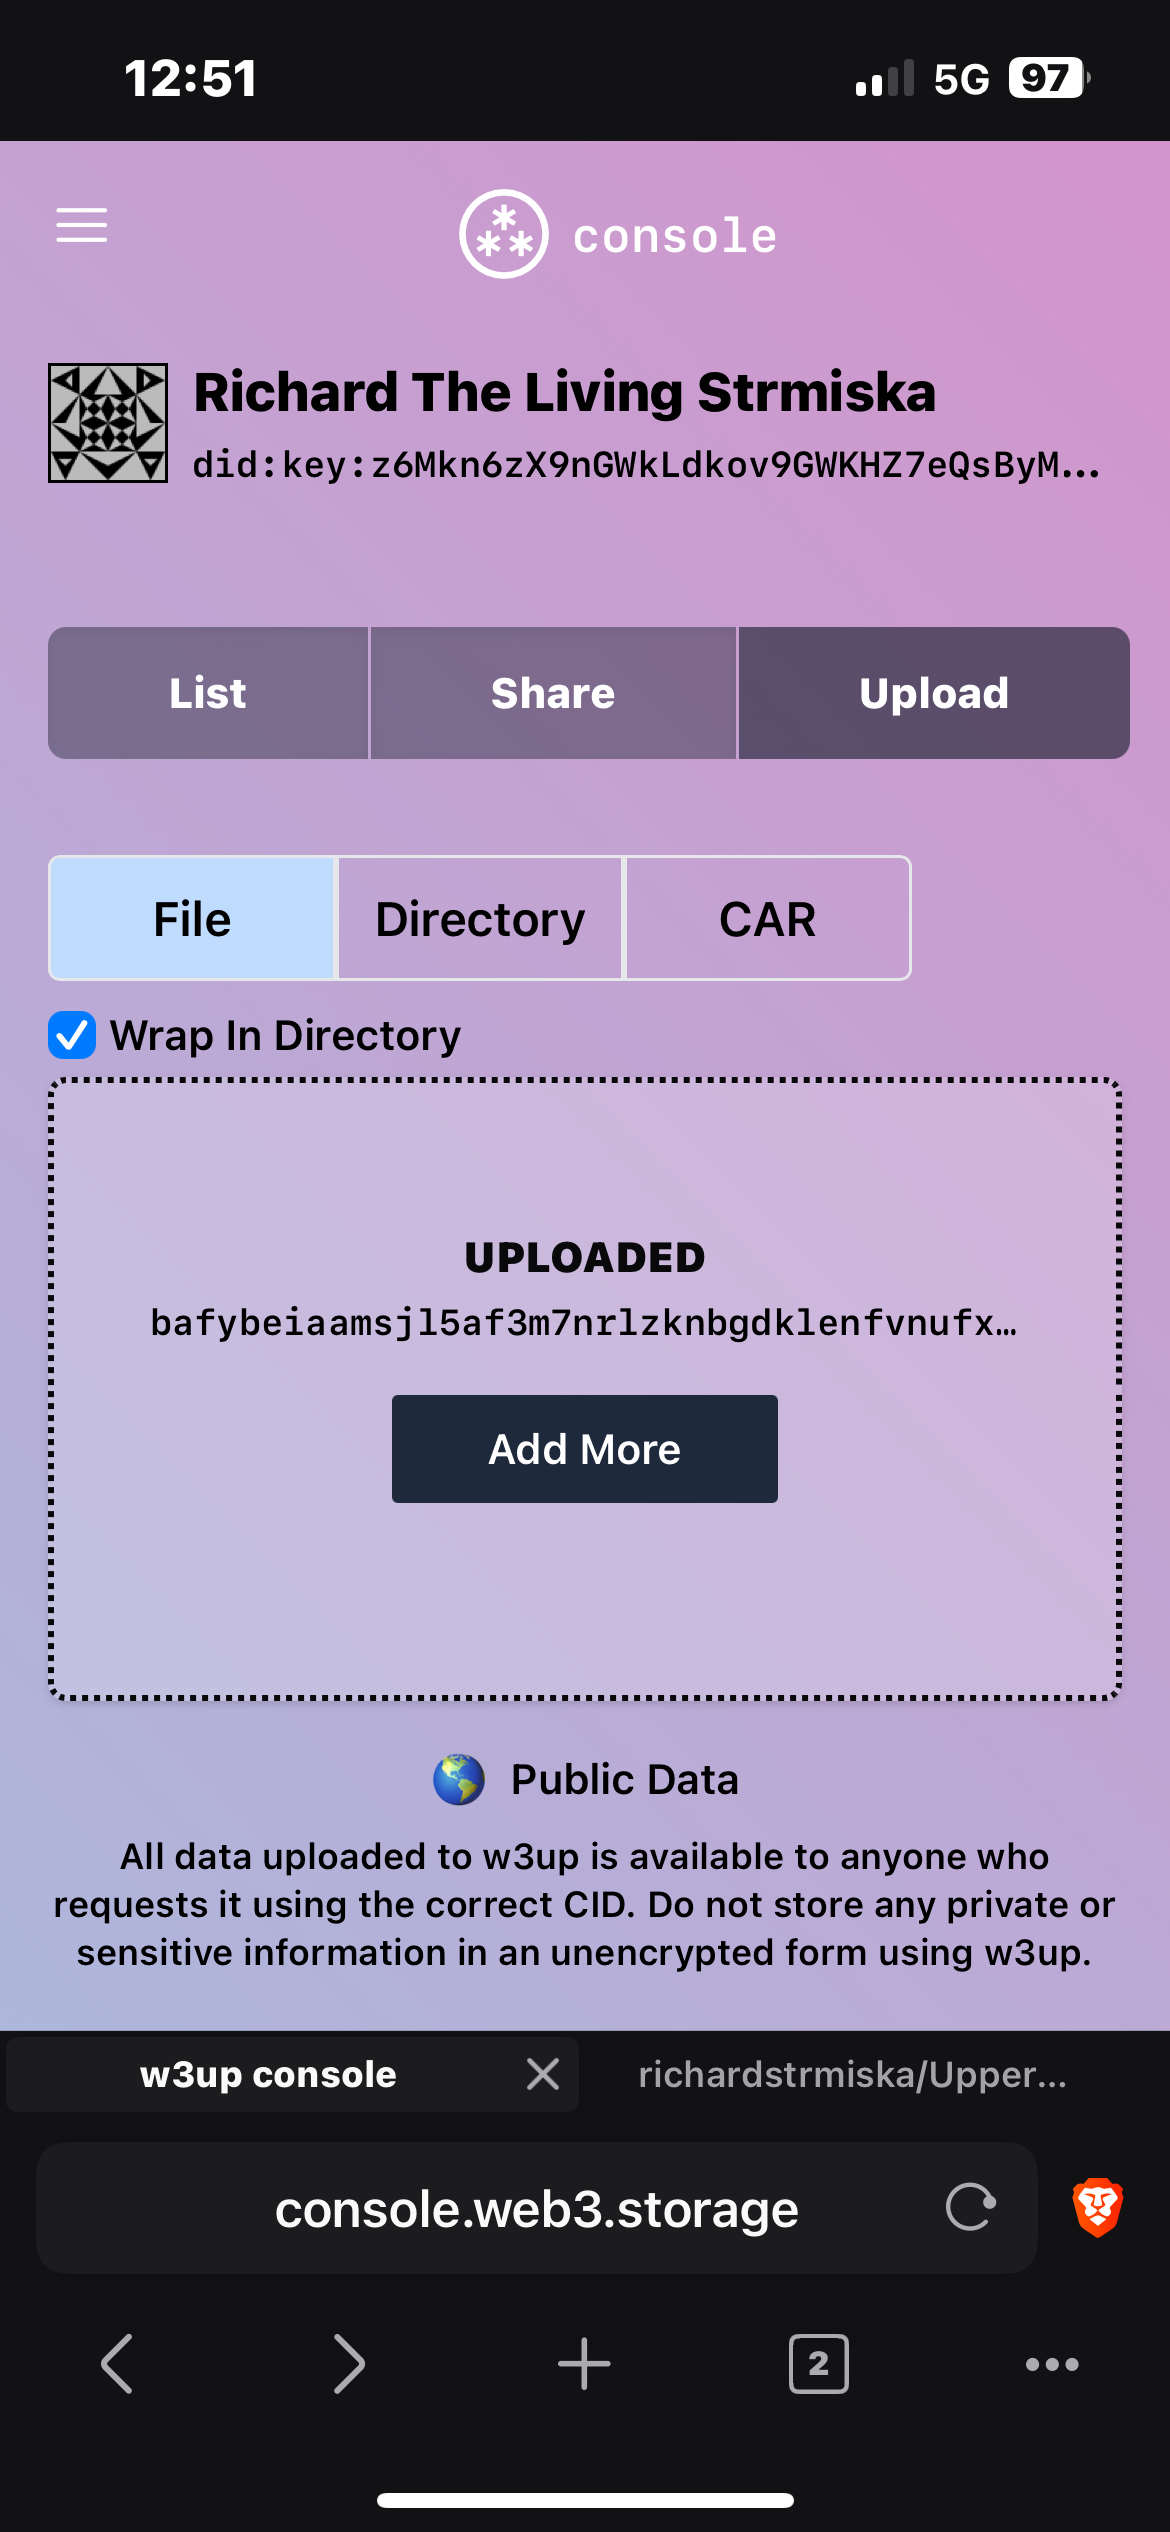 12:51
5G 97
console
Richard The Living Strmiska
did:key:z6Mkn6zX9nGWkLdkov9GWKHZ7eQsByM...
List Share Upload
File Directory CAR
Wrap In Directory
UPLOADED
bafybeiaamsjl5af3m7nrlzknbgdklenfvnufx…
Add More
Public Data
All data uploaded to w3up is available to anyone who
requests it using the correct CID. Do not store any private or
sensitive information in an unencrypted form using w3up.
w3up console
richardstrmiska/Upper...
console.web3.storage
2